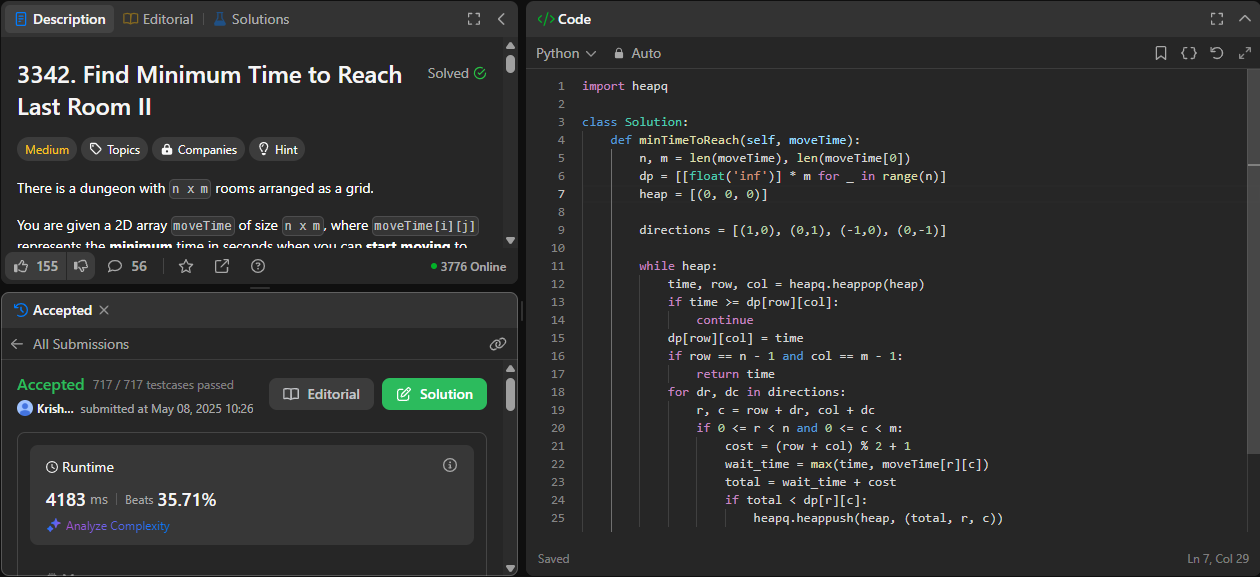 Description
Editorial
Solutions
3342. Find Minimum Time to Reach
Last Room II
Solved
Medium
Topics
Companies
Hint
There is a dungeon with n x m rooms arranged as a grid.
You are given a 2D array moveTime of size n x m, where moveTime[i][j]
represents the minimum time in seconds when you can start moving to
155
56
3776 Online
Accepted
All Submissions
Accepted 717 / 717 testcases passed
Krish... submitted at May 08, 2025 10:26
Editorial
Solution
Runtime
4183 ms Beats 35.71%
Analyze Complexity
</> Code
Python
Auto
1 import heapq
2
3 class Solution:
4 def minTimeToReach(self, moveTime):
5 n, m = len(moveTime), len(moveTime[0])
6 dp = [[float('inf')] * m for _ in range(n)]
7 heap = [(0, 0, 0)]
8
9 directions = [(1,0), (0,1), (-1,0), (0,-1)]
10
11 while heap:
12 time, row, col = heapq.heappop(heap)
13 if time >= dp[row][col]:
14 continue
15 dp[row][col] = time
16 if row == n - 1 and col == m - 1:
17 return time
18 for dr, dc in directions:
19 r, c = row + dr, col + dc
20 if 0 <= r < n and 0 <= c < m:
21 cost = (row + col) % 2 + 1
22 wait_time = max(time, moveTime[r][c])
23 total = wait_time + cost
24 if total < dp[r][c]:
25 heapq.heappush(heap, (total, r, c))
Saved
Ln 7, Col 29